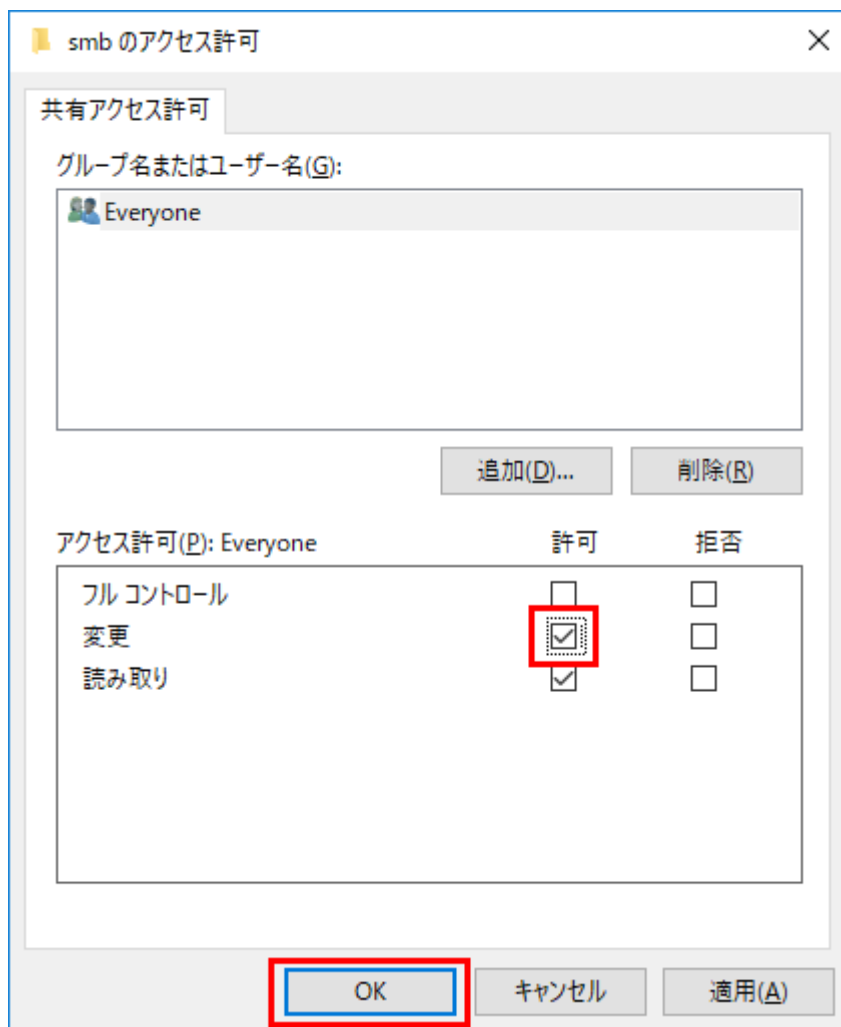 smb のアクセス許可
共有アクセス許可
グループ名またはユーザー名(G):
Everyone
追加(D)...
削除(R)
アクセス許可(P): Everyone 許可 拒否
フル コントロール
変更
読み取り
OK
キャンセル
適用(A)